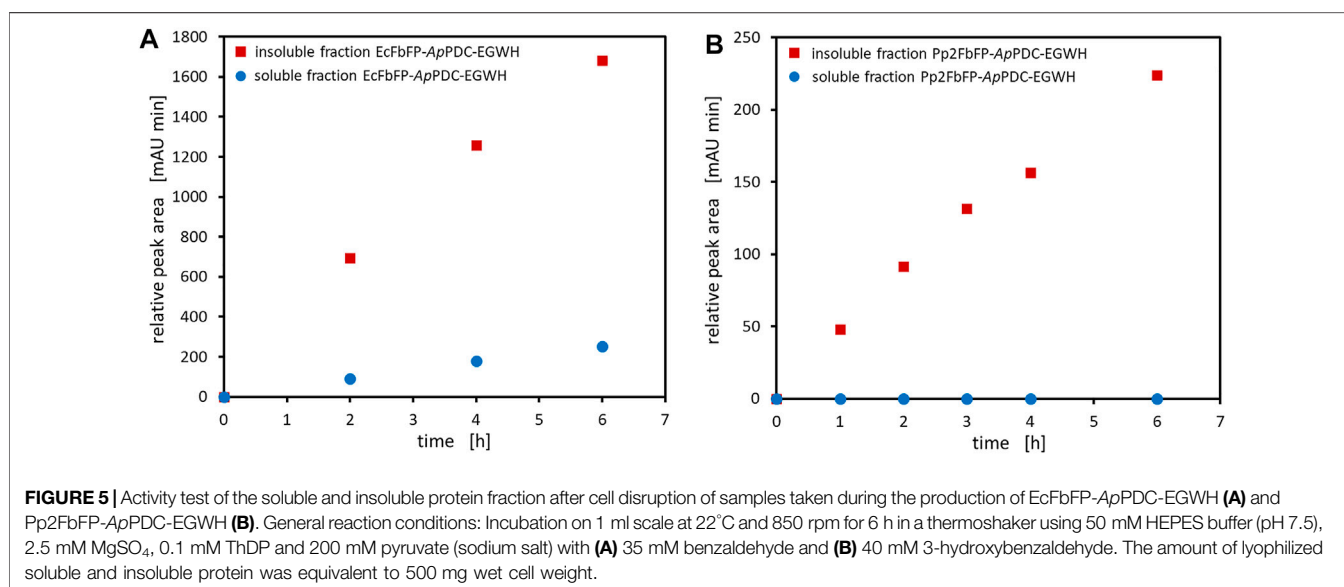 A
insoluble fraction EcFbFP-ApPDC-EGWH
soluble fraction EcFbFP-ApPDC-EGWH
relative peak area [mAU min]
1800
1600
1400
1200
1000
800
600
400
200
0
0 1 2 3 4 5 6 7
time [h]
B
insoluble fraction Pp2FbFP-ApPDC-EGWH
soluble fraction Pp2FbFP-ApPDC-EGWH
relative peak area [mAU min]
250
200
150
100
50
0
0 1 2 3 4 5 6 7
time [h]
FIGURE 5 | Activity test of the soluble and insoluble protein fraction after cell disruption of samples taken during the production of EcFbFP-ApPDC-EGWH (A) and
Pp2FbFP-ApPDC-EGWH (B). General reaction conditions: Incubation on 1 ml scale at 22°C and 850 rpm for 6 h in a thermoshaker using 50 mM HEPES buffer (pH 7.5),
2.5 mM MgSO₄, 0.1 mM ThDP and 200 mM pyruvate (sodium salt) with (A) 35 mM benzaldehyde and (B) 40 mM 3-hydroxybenzaldehyde. The amount of lyophilized
soluble and insoluble protein was equivalent to 500 mg wet cell weight.